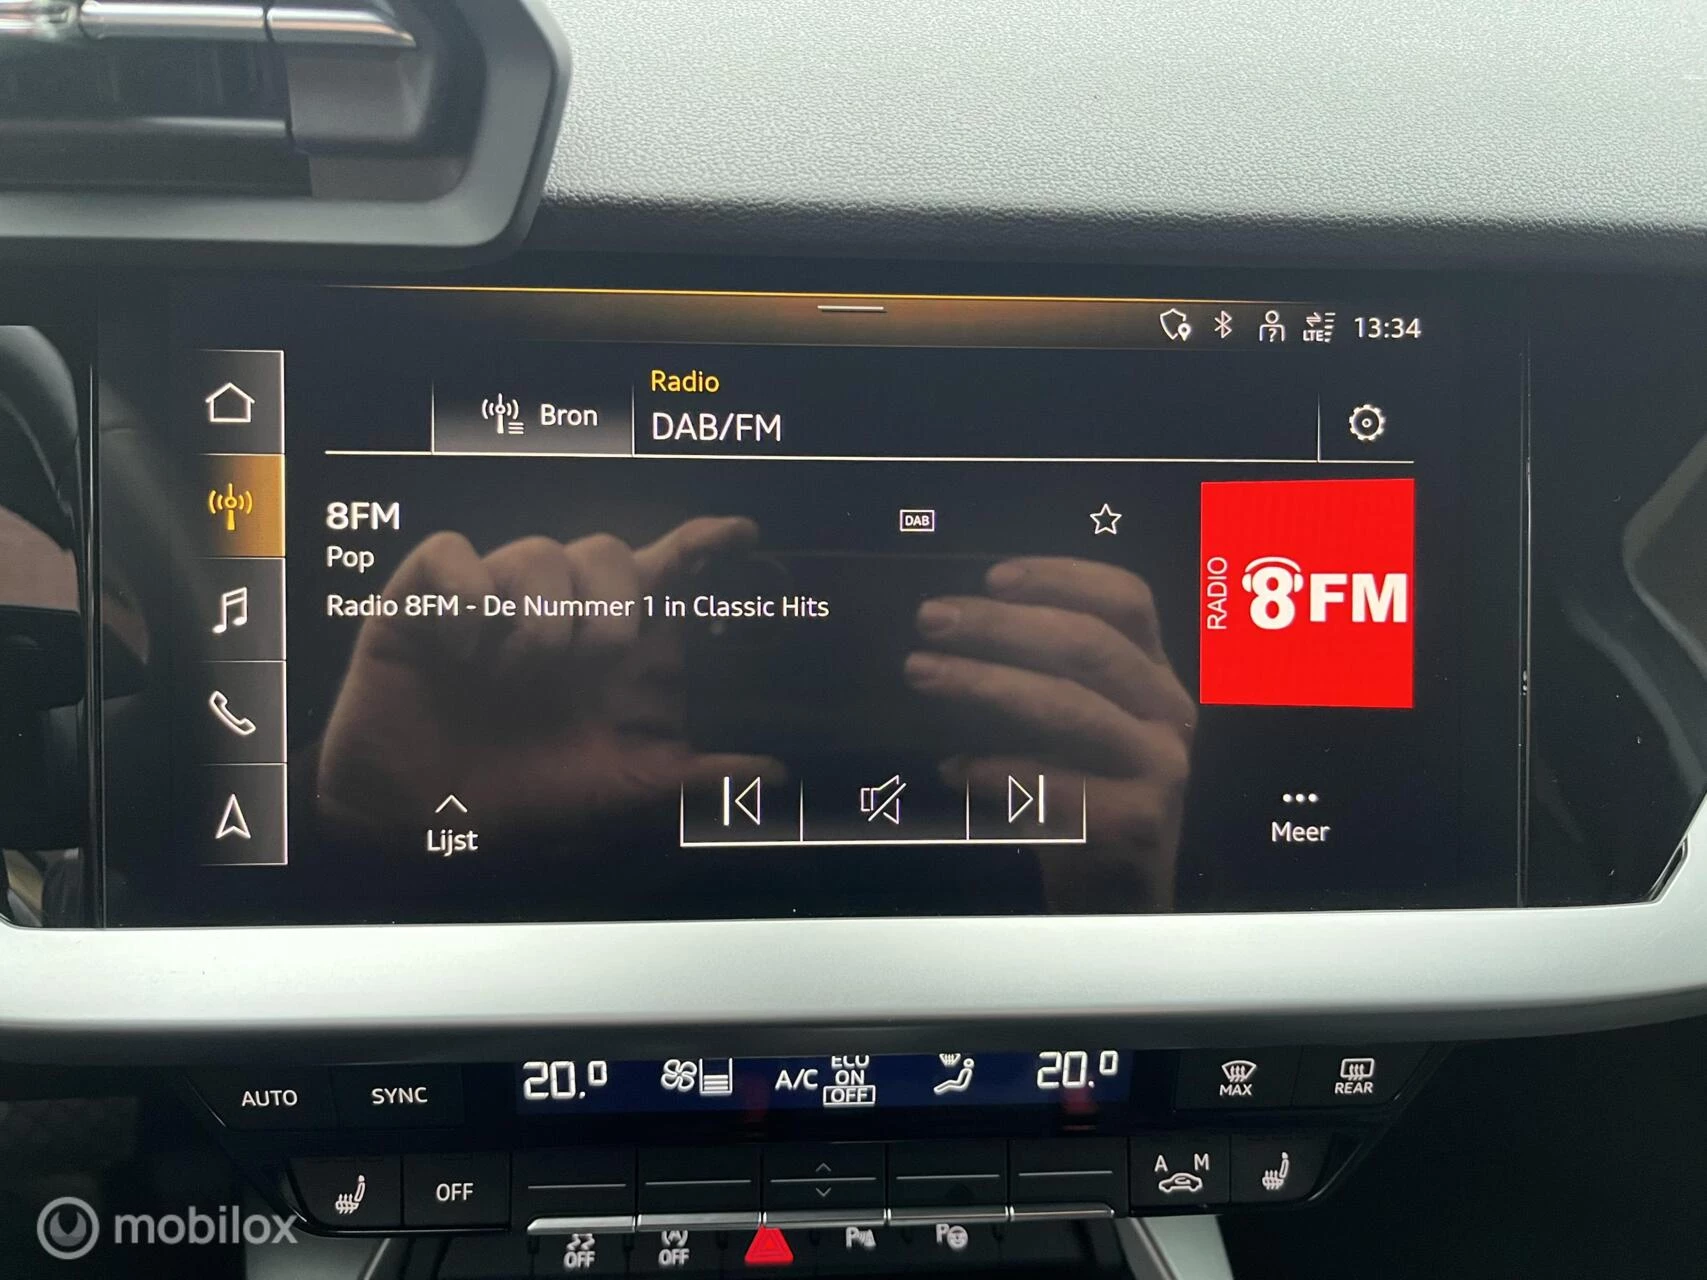 LTE
13:34
Radio
Bron
DAB/FM
8FM
DAB
Pop
Radio 8FM - De Nummer 1 in Classic Hits
RADIO
8FM
Lijst
Meer
AUTO
SYNC
20.0
A/C
ECO
ON
OFF
20.0
MAX
REAR
OFF
A M
OFF
(A)
OFF
P
P
mobilox